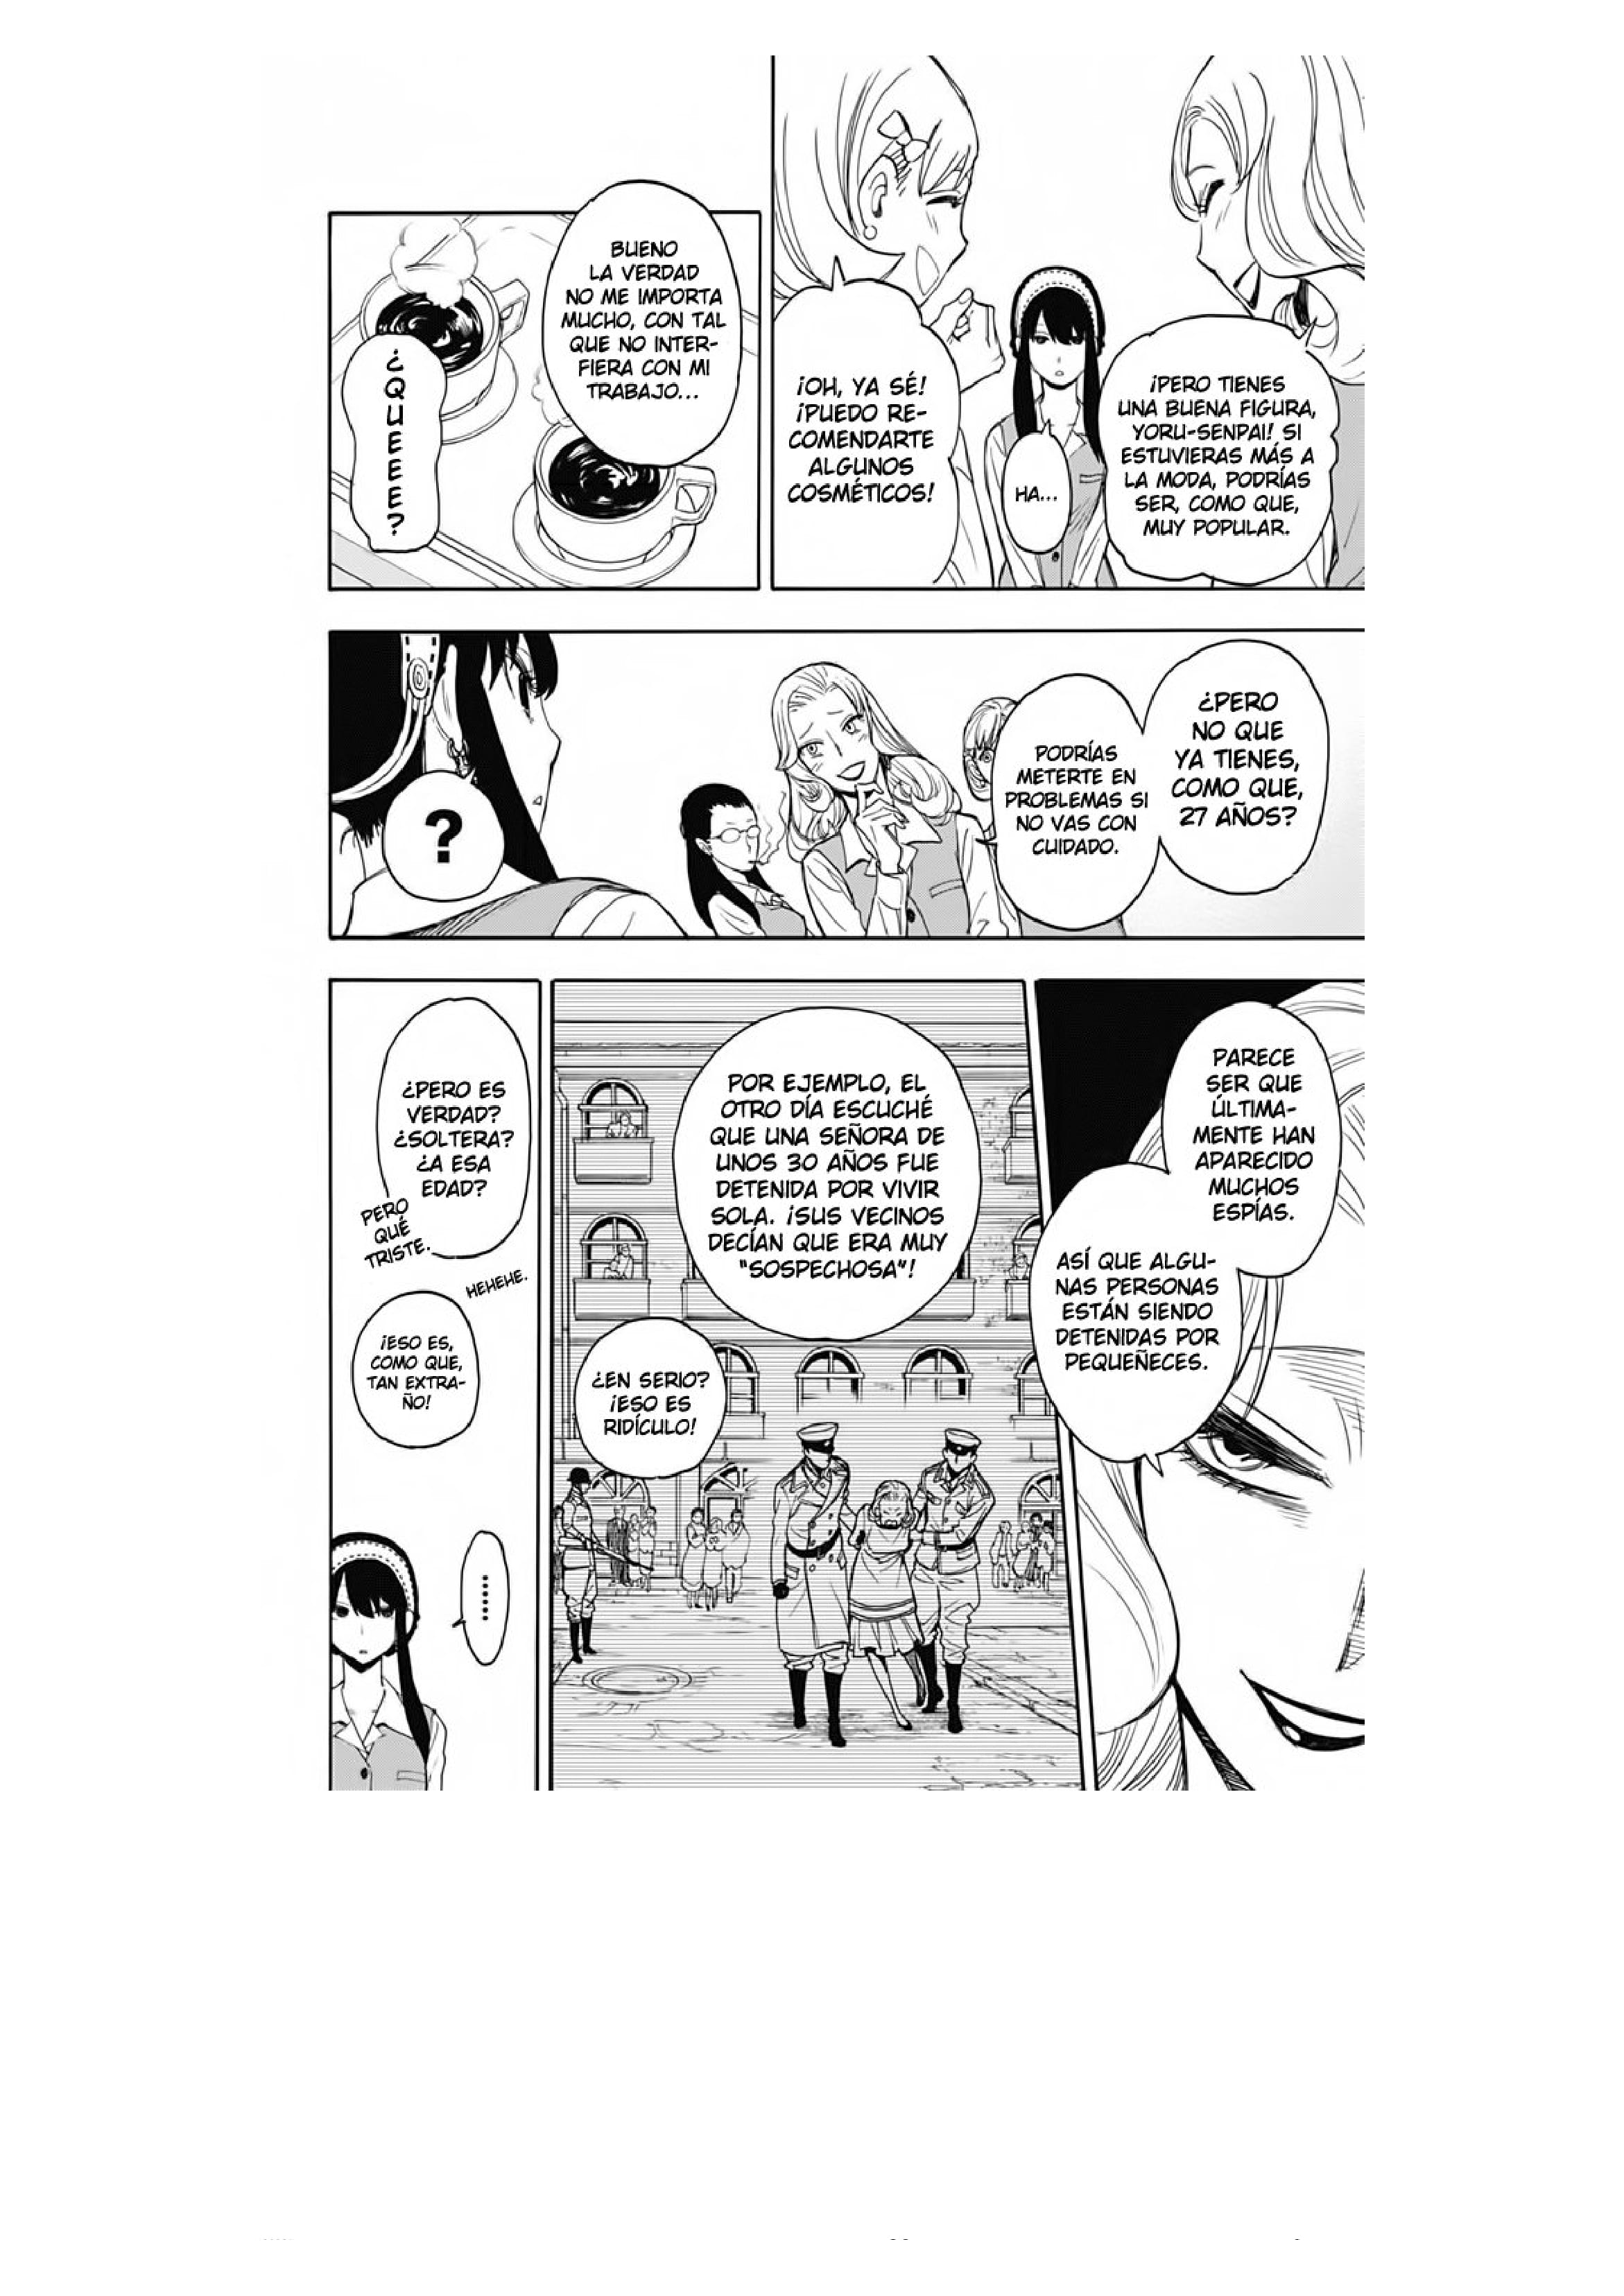 ¡PERO TIENES
UNA BUENA FIGURA,
YORU-SENPAI! SI
ESTUVIERAS MÁS A
LA MODA, PODRÍAS
SER, COMO QUE,
MUY POPULAR.
HA...
¡OH, YA SÉ!
¡PUEDO RE-
COMENDARTE
ALGUNOS
COSMÉTICOS!
BUENO
LA VERDAD
NO ME IMPORTA
MUCHO, CON TAL
QUE NO INTER-
FIERA CON MI
TRABAJO...
¿QUEEE?
¿PERO
NO QUE
YA TIENES,
COMO QUE,
27 AÑOS?
PODRÍAS
METERTE EN
PROBLEMAS SI
NO VAS CON
CUIDADO.
?
PARECE
SER QUE
ÚLTIMA-
MENTE HAN
APARECIDO
MUCHOS
ESPÍAS.
ASÍ QUE ALGU-
NAS PERSONAS
ESTÁN SIENDO
DETENIDAS POR
PEQUEÑECES.
POR EJEMPLO, EL
OTRO DÍA ESCUCHÉ
QUE UNA SEÑORA DE
UNOS 30 AÑOS FUE
DETENIDA POR VIVIR
SOLA. ¡SUS VECINOS
DECÍAN QUE ERA MUY
"SOSPECHOSA"!
¿EN SERIO?
¡ESO ES
RIDÍCULO!
¿PERO ES
VERDAD?
¿SOLTERA?
¿A ESA
EDAD?
PERO
QUÉ
TRISTE.
HEHEHE.
¡ESO ES,
COMO QUE,
TAN EXTRA-
ÑO!
.......